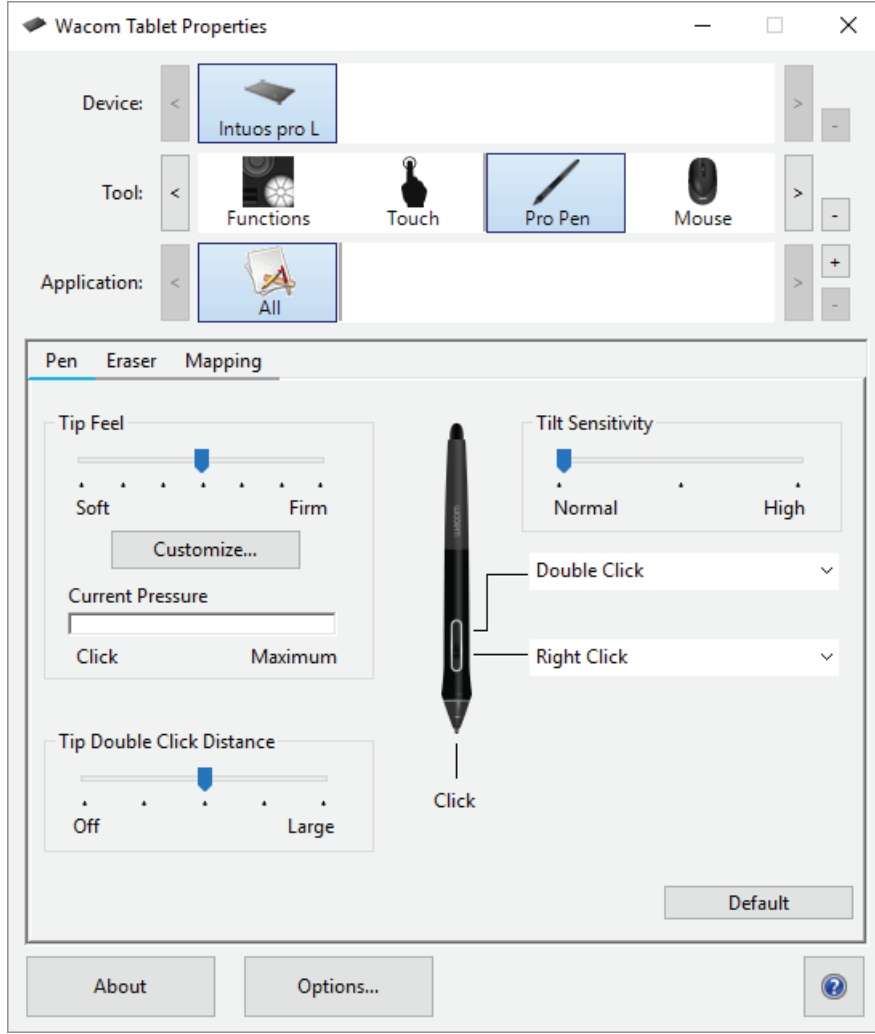 Wacom Tablet Properties
Device:
<
Intuos pro L
>
-
Tool:
<
Functions
Touch
Pro Pen
Mouse
>
-
Application:
<
All
>
+
-
Pen Eraser Mapping
Tip Feel
Soft Firm
Customize...
Current Pressure
Click Maximum
Tip Double Click Distance
Off Large
wacom
Click
Tilt Sensitivity
Normal High
Double Click
Right Click
Default
About
Options...
?